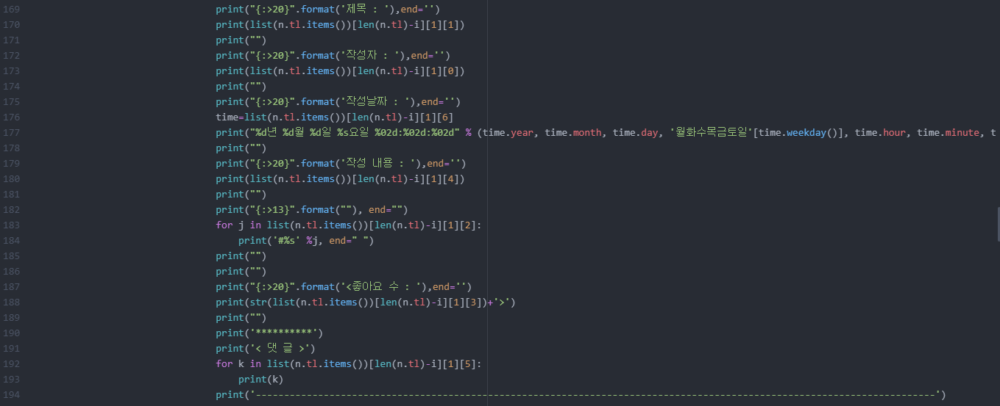 169 print("{:>20}".format('제목 : '),end='')
170 print(list(n.tl.items())[len(n.tl)-i][1][1])
171 print("")
172 print("{:>20}".format('작성자 : '),end='')
173 print(list(n.tl.items())[len(n.tl)-i][1][0])
174 print("")
175 print("{:>20}".format('작성날짜 : '),end='')
176 time=list(n.tl.items())[len(n.tl)-i][1][6]
177 print("%d년 %d월 %d일 %s요일 %02d:%02d:%02d" % (time.year, time.month, time.day, '월화수목금토일'[time.weekday()], time.hour, time.minute, t
178 print("")
179 print("{:>20}".format('작성 내용 : '),end='')
180 print(list(n.tl.items())[len(n.tl)-i][1][4])
181 print("")
182 print("{:>13}".format(""), end="")
183 for j in list(n.tl.items())[len(n.tl)-i][1][2]:
184 print('#%s' %j, end=" ")
185 print("")
186 print("")
187 print("{:>20}".format('<좋아요 수 : '),end='')
188 print(str(list(n.tl.items())[len(n.tl)-i][1][3])+'>')
189 print("")
190 print('**********')
191 print('< 댓 글 >')
192 for k in list(n.tl.items())[len(n.tl)-i][1][5]:
193 print(k)
194 print('------------------------------------------------------------------------------------------------------------------------')